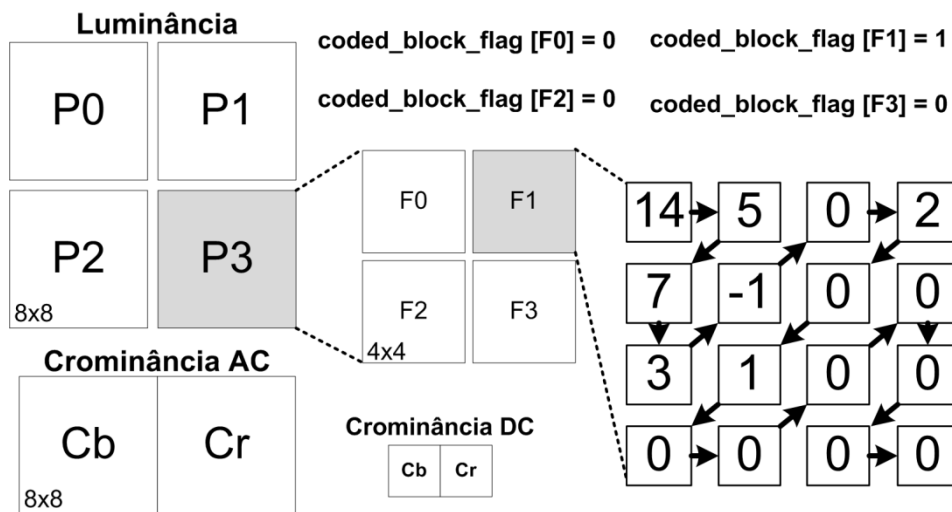 Luminância
coded_block_flag [F0] = 0 coded_block_flag [F1] = 1
coded_block_flag [F2] = 0 coded_block_flag [F3] = 0
P0 P1
P2 P3
8x8
F0 F1
F2 F3
4x4
14 5 0 2
7 -1 0 0
3 1 0 0
0 0 0 0
Crominância AC
Cb Cr
8x8
Crominância DC
Cb Cr